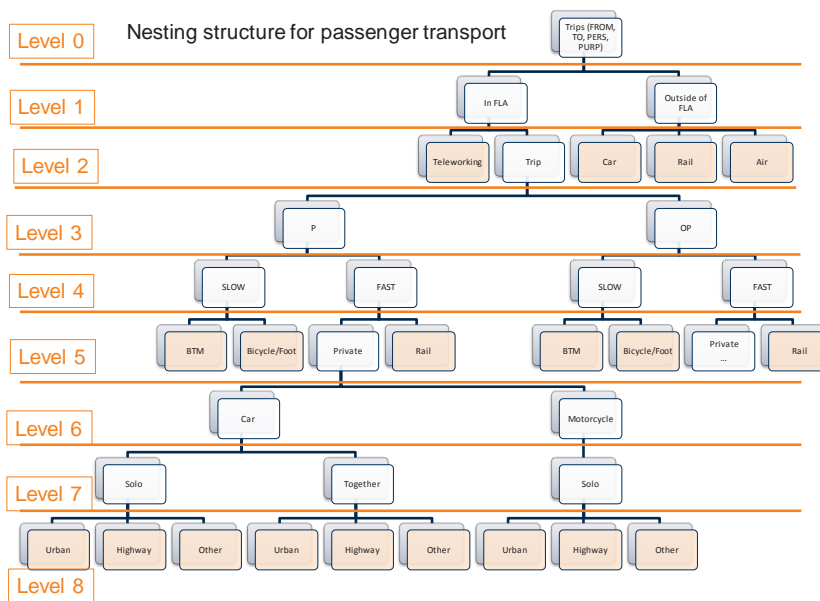 Nesting structure for passenger transport
Level 0
Trips (FROM,
TO, PERS,
PURP)
Level 1
In FLA
Outside of
FLA
Level 2
Teleworking
Trip
Car
Rail
Air
Level 3
P
OP
Level 4
SLOW
FAST
SLOW
FAST
Level 5
BTM
Bicycle/Foot
Private
Rail
BTM
Bicycle/Foot
Private
...
Rail
Level 6
Car
Motorcycle
Level 7
Solo
Together
Solo
Urban
Highway
Other
Urban
Highway
Other
Urban
Highway
Other
Level 8